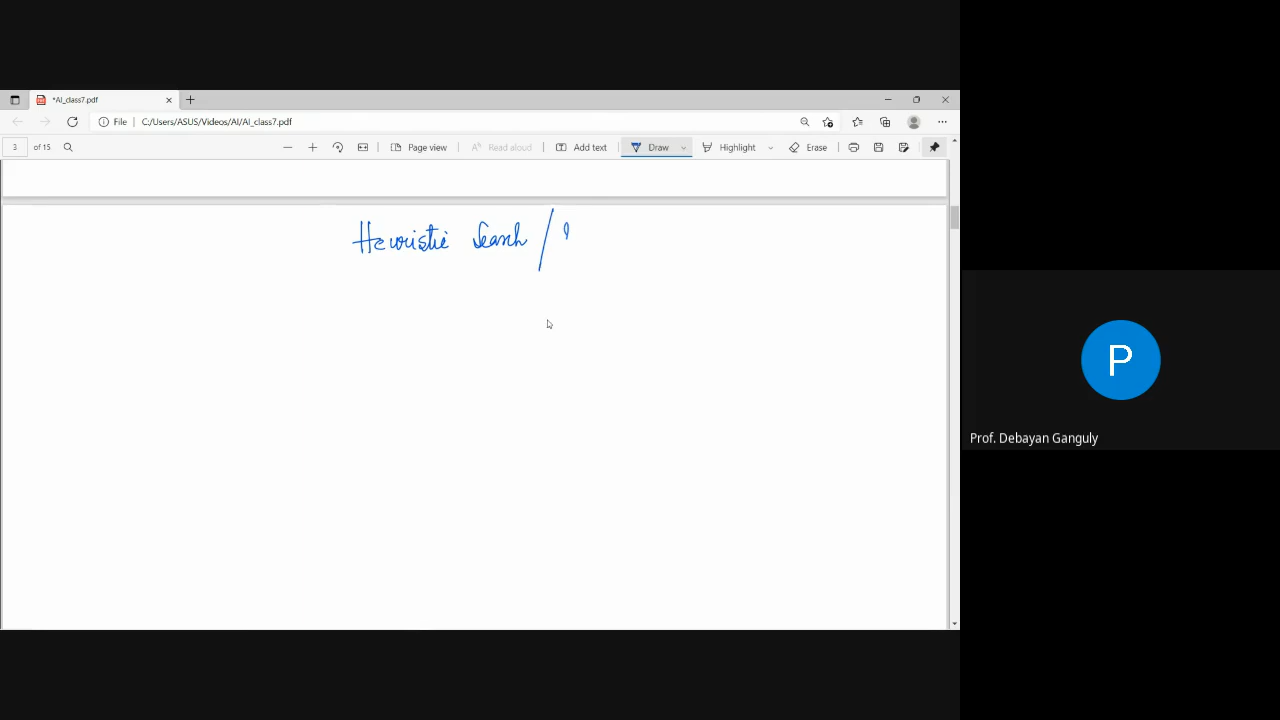 *AI_class7.pdf
File C:/Users/ASUS/Videos/AI/AI_class7.pdf
3 of 15 Page view Read aloud Add text Draw Highlight Erase
Heuristic Search /
P
Prof. Debayan Ganguly